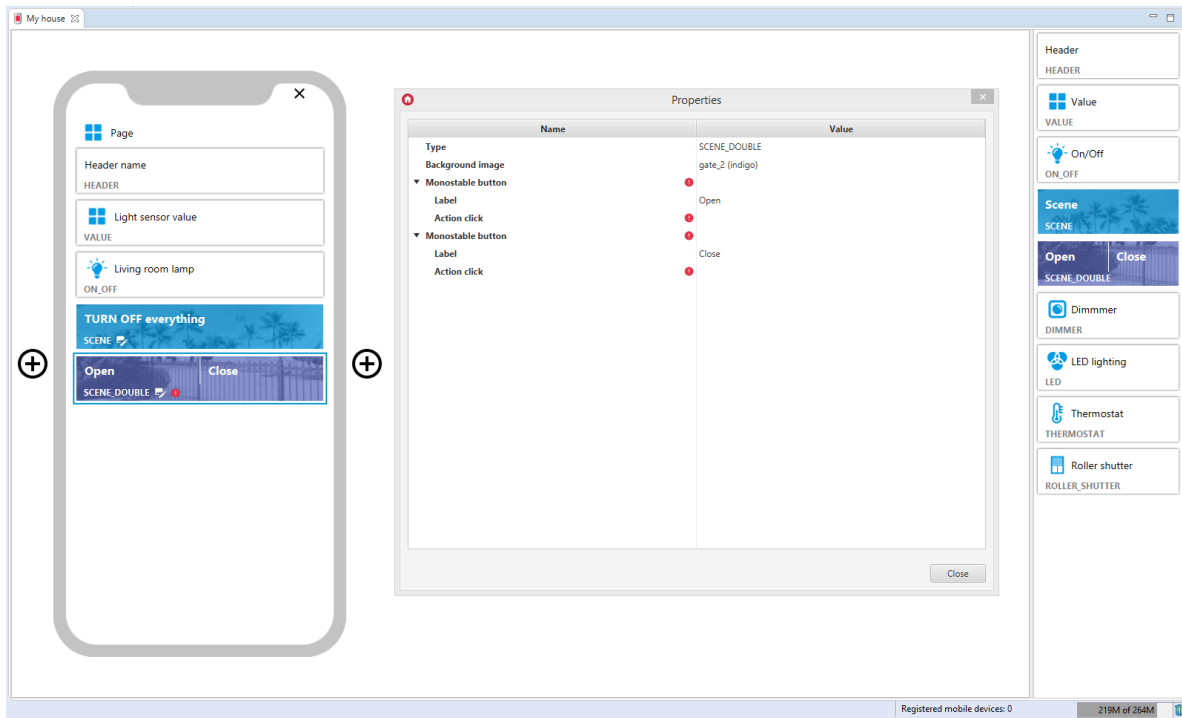 My house
Page
Header name
HEADER
Light sensor value
VALUE
Living room lamp
ON_OFF
TURN OFF everything
SCENE
Open Close
SCENE_DOUBLE
Properties
Name Value
Type SCENE_DOUBLE
Background image gate_2 (indigo)
Monostable button
Label Open
Action click
Monostable button
Label Close
Action click
Close
Header
HEADER
Value
VALUE
On/Off
ON_OFF
Scene
SCENE
Open Close
SCENE_DOUBLE
Dimmmer
DIMMER
LED lighting
LED
Thermostat
THERMOSTAT
Roller shutter
ROLLER_SHUTTER
Registered mobile devices: 0 219M of 264M